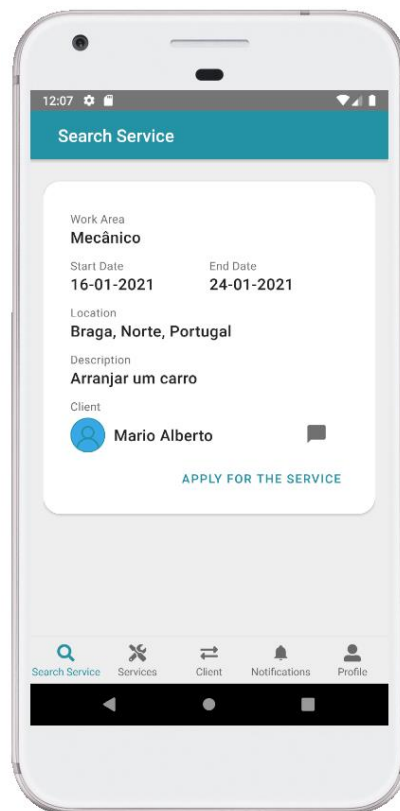 12:07
Search Service
Work Area
Mecânico
Start Date End Date
16-01-2021 24-01-2021
Location
Braga, Norte, Portugal
Description
Arranjar um carro
Client
Mario Alberto
APPLY FOR THE SERVICE
Search Service Services Client Notifications Profile